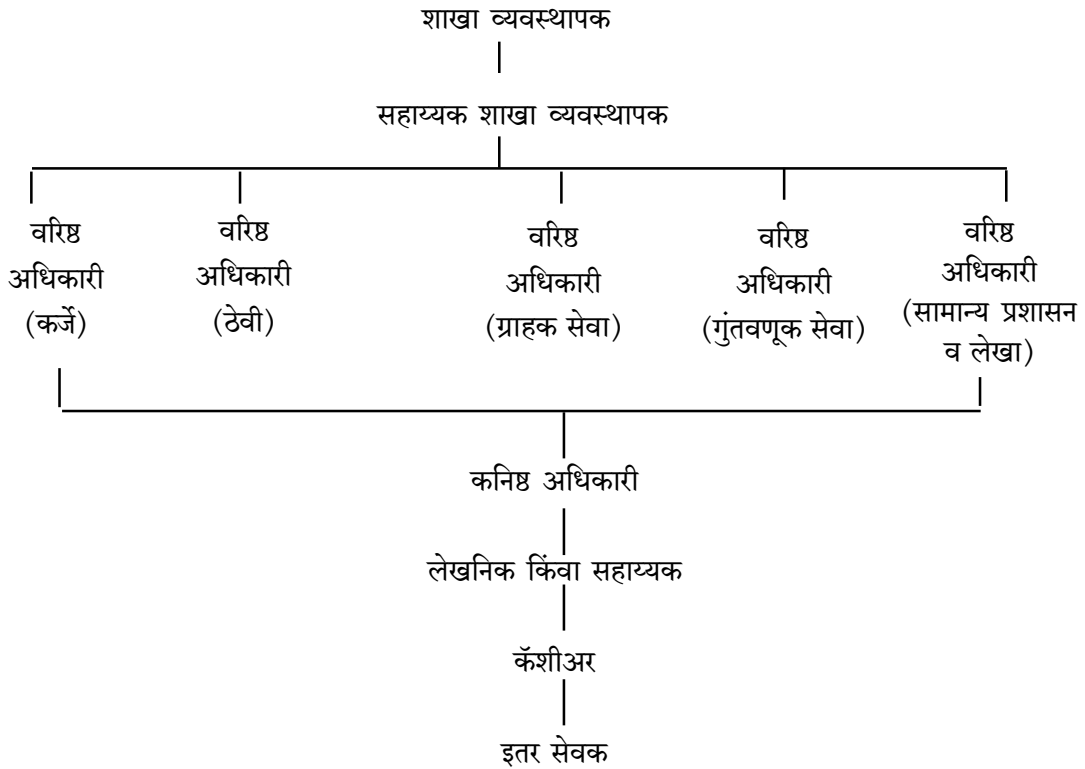 शाखा व्यवस्थापक
सहाय्यक शाखा व्यवस्थापक
वरिष्ठ
अधिकारी
(कर्जे)
वरिष्ठ
अधिकारी
(ठेवी)
वरिष्ठ
अधिकारी
(ग्राहक सेवा)
वरिष्ठ
अधिकारी
(गुंतवणूक सेवा)
वरिष्ठ
अधिकारी
(सामान्य प्रशासन
व लेखा)
कनिष्ठ अधिकारी
लेखनिक किंवा सहाय्यक
कॅशीअर
इतर सेवक